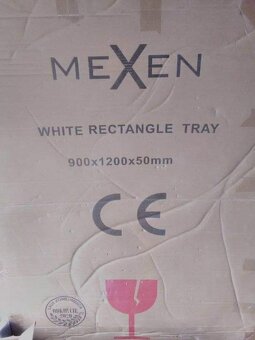 MEXEN
WHITE RECTANGLE TRAY
900x1200x50mm
CE